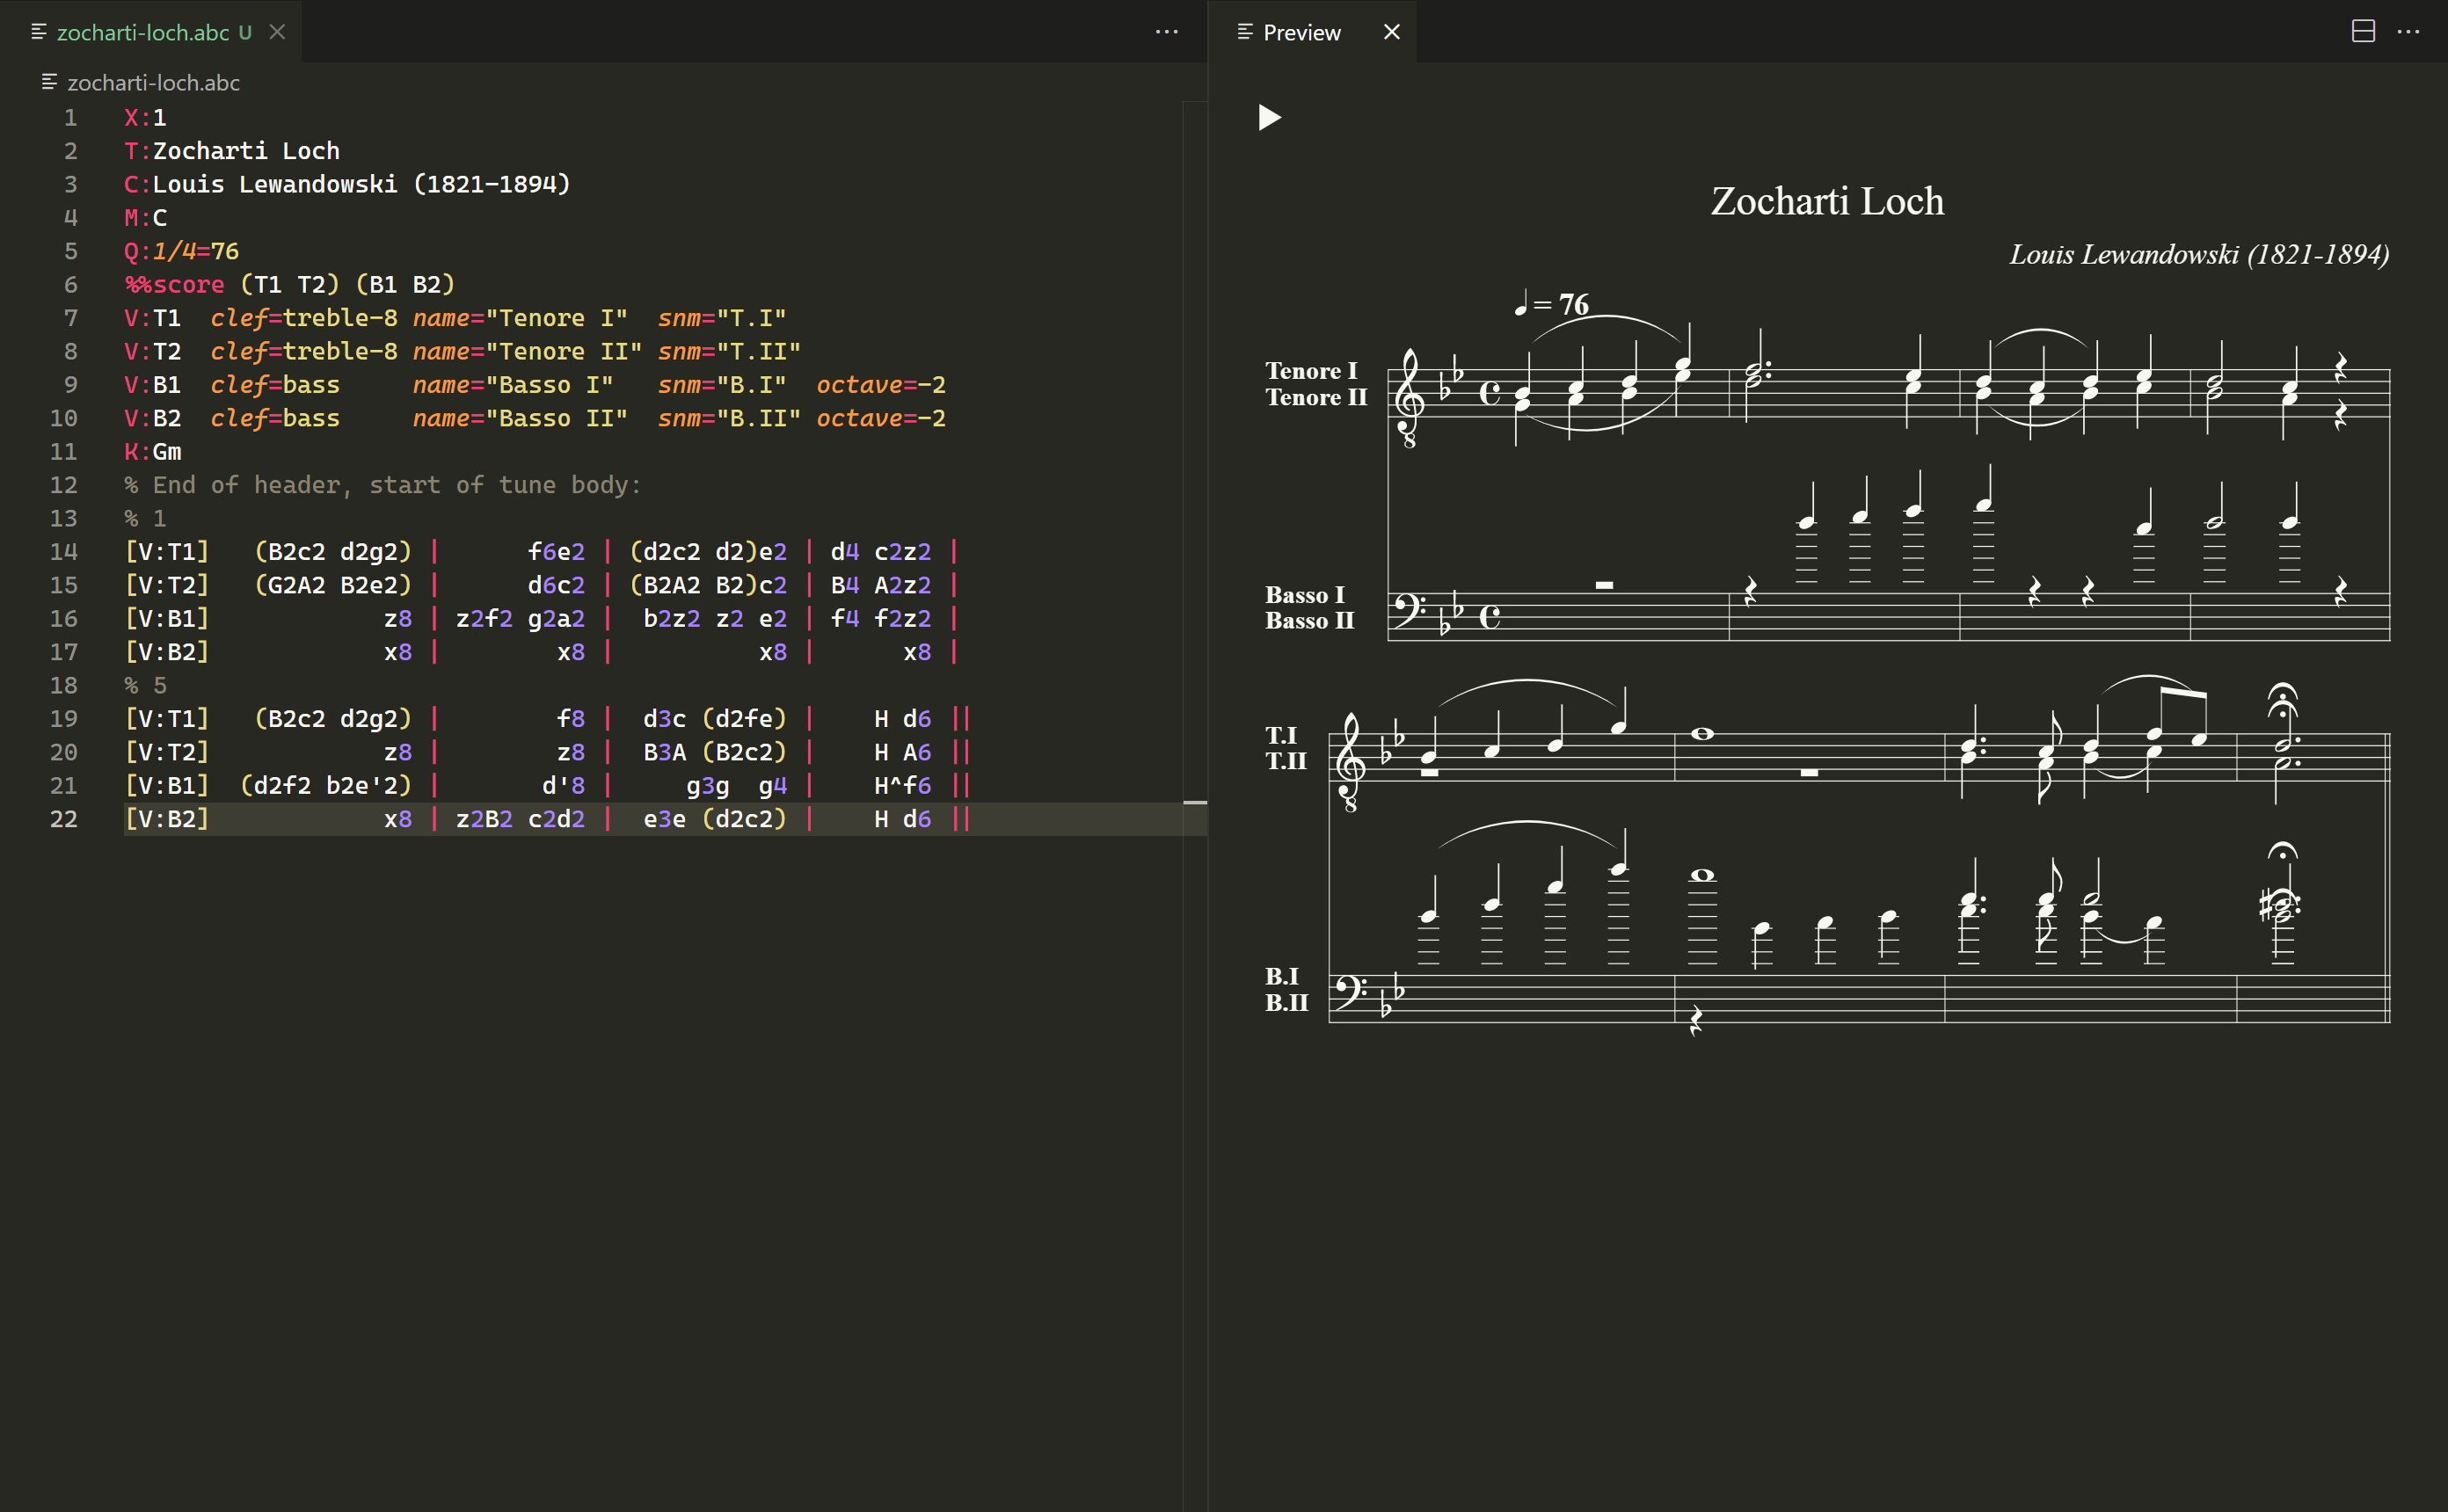 zocharti-loch.abc U
zocharti-loch.abc
1 X:1
2 T:Zocharti Loch
3 C:Louis Lewandowski (1821-1894)
4 M:C
5 Q:1/4=76
6 %%score (T1 T2) (B1 B2)
7 V:T1  clef=treble-8 name="Tenore I"  snm="T.I"
8 V:T2  clef=treble-8 name="Tenore II" snm="T.II"
9 V:B1  clef=bass     name="Basso I"   snm="B.I"  octave=-2
10 V:B2  clef=bass     name="Basso II"  snm="B.II" octave=-2
11 K:Gm
12 % End of header, start of tune body:
13 % 1
14 [V:T1]   (B2c2 d2g2) |      f6e2 | (d2c2 d2)e2 | d4 c2z2 |
15 [V:T2]   (G2A2 B2e2) |      d6c2 | (B2A2 B2)c2 | B4 A2z2 |
16 [V:B1]            z8 | z2f2 g2a2 |  b2z2 z2 e2 | f4 f2z2 |
17 [V:B2]            x8 |        x8 |          x8 |      x8 |
18 % 5
19 [V:T1]   (B2c2 d2g2) |        f8 |  d3c (d2fe) |    H d6 ||
20 [V:T2]            z8 |        z8 |  B3A (B2c2) |    H A6 ||
21 [V:B1]  (d2f2 b2e'2) |       d'8 |     g3g  g4 |    H^f6 ||
22 [V:B2]            x8 | z2B2 c2d2 |  e3e (d2c2) |    H d6 ||
Preview
Zocharti Loch
Louis Lewandowski (1821-1894)
= 76
Tenore I
Tenore II
8
Basso I
Basso II
T.I
T.II
8
B.I
B.II